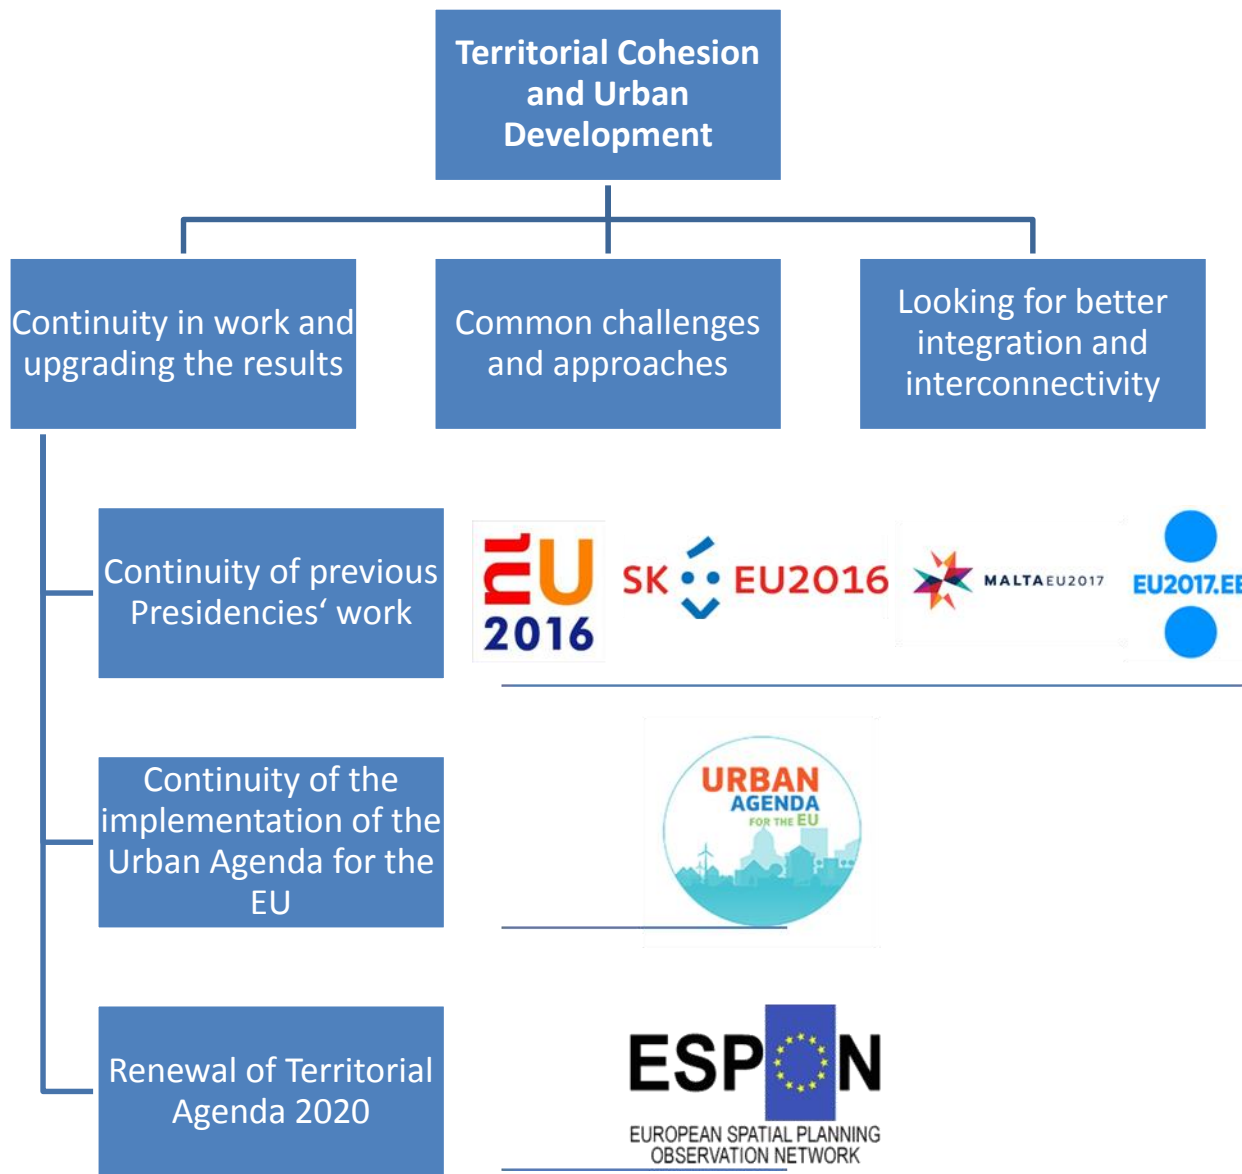 Territorial Cohesion
and Urban
Development
Continuity in work and
upgrading the results
Common challenges
and approaches
Looking for better
integration and
interconnectivity
Continuity of previous
Presidencies‘ work
nl U
2016
SK EU2016
MALTAEU2017
EU2017.EE
Continuity of the
implementation of the
Urban Agenda for the
EU
URBAN
AGENDA
FOR THE EU
Renewal of Territorial
Agenda 2020
ESPON
EUROPEAN SPATIAL PLANNING
OBSERVATION NETWORK